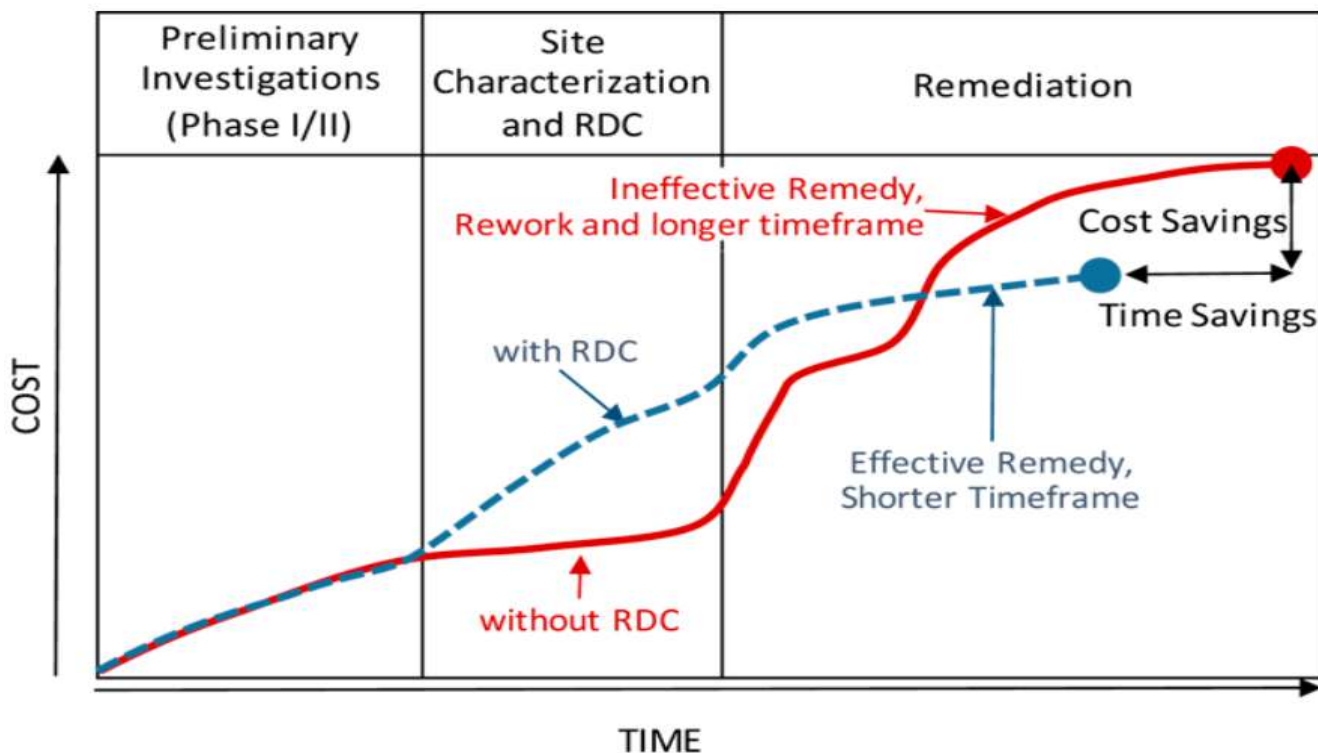 Preliminary
Investigations
(Phase I/II)
Site
Characterization
and RDC
Remediation
Ineffective Remedy,
Rework and longer timeframe
Cost Savings
Time Savings
with RDC
Effective Remedy,
Shorter Timeframe
without RDC
COST
TIME